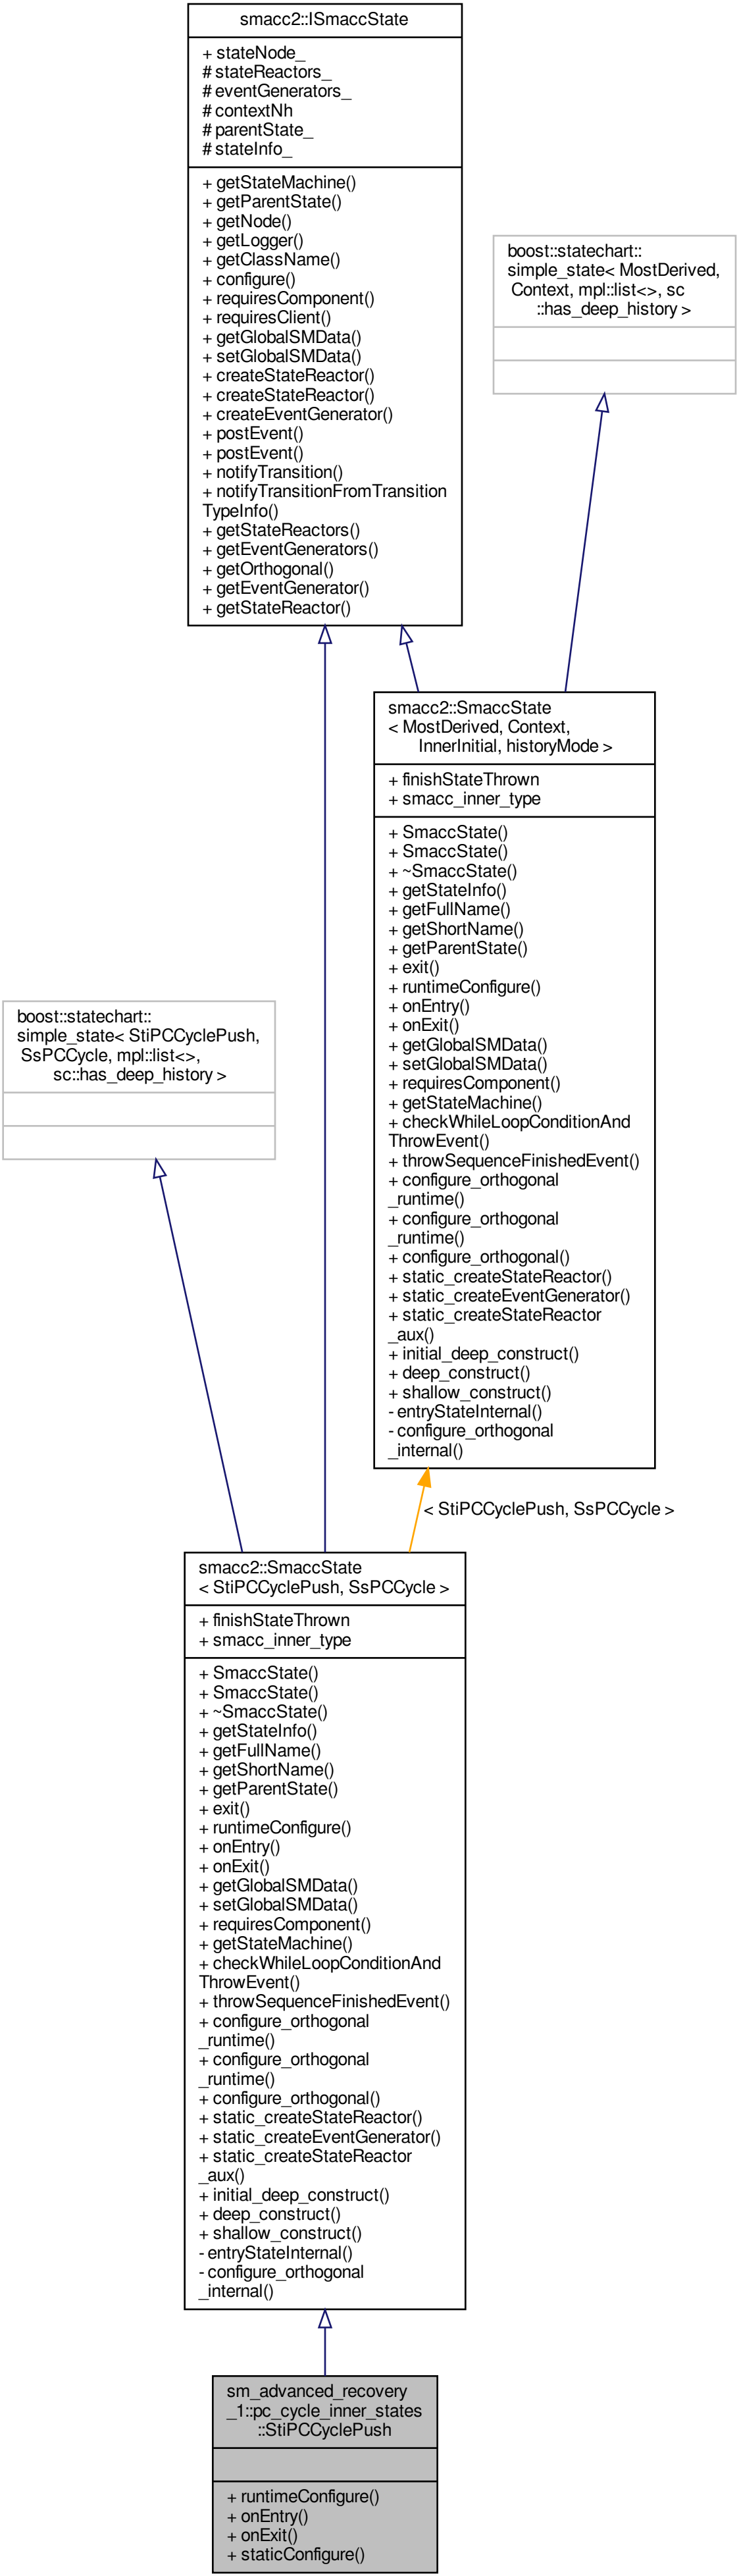 smacc2::ISmaccState
+ stateNode_
# stateReactors_
# eventGenerators_
# contextNh
# parentState_
# stateInfo_
+ getStateMachine()
+ getParentState()
+ getNode()
+ getLogger()
+ getClassName()
+ configure()
+ requiresComponent()
+ requiresClient()
+ getGlobalSMData()
+ setGlobalSMData()
+ createStateReactor()
+ createStateReactor()
+ createEventGenerator()
+ postEvent()
+ postEvent()
+ notifyTransition()
+ notifyTransitionFromTransition
TypeInfo()
+ getStateReactors()
+ getEventGenerators()
+ getOrthogonal()
+ getEventGenerator()
+ getStateReactor()
boost::statechart::
simple_state< MostDerived,
Context, mpl::list<>, sc
::has_deep_history >
smacc2::SmaccState
< MostDerived, Context,
InnerInitial, historyMode >
+ finishStateThrown
+ smacc_inner_type
+ SmaccState()
+ SmaccState()
+ ~SmaccState()
+ getStateInfo()
+ getFullName()
+ getShortName()
+ getParentState()
+ exit()
+ runtimeConfigure()
+ onEntry()
+ onExit()
+ getGlobalSMData()
+ setGlobalSMData()
+ requiresComponent()
+ getStateMachine()
+ checkWhileLoopConditionAnd
ThrowEvent()
+ throwSequenceFinishedEvent()
+ configure_orthogonal
_runtime()
+ configure_orthogonal
_runtime()
+ configure_orthogonal()
+ static_createStateReactor()
+ static_createEventGenerator()
+ static_createStateReactor
_aux()
+ initial_deep_construct()
+ deep_construct()
+ shallow_construct()
- entryStateInternal()
- configure_orthogonal
_internal()
boost::statechart::
simple_state< StiPCCyclePush,
SsPCCycle, mpl::list<>,
sc::has_deep_history >
< StiPCCyclePush, SsPCCycle >
smacc2::SmaccState
< StiPCCyclePush, SsPCCycle >
+ finishStateThrown
+ smacc_inner_type
+ SmaccState()
+ SmaccState()
+ ~SmaccState()
+ getStateInfo()
+ getFullName()
+ getShortName()
+ getParentState()
+ exit()
+ runtimeConfigure()
+ onEntry()
+ onExit()
+ getGlobalSMData()
+ setGlobalSMData()
+ requiresComponent()
+ getStateMachine()
+ checkWhileLoopConditionAnd
ThrowEvent()
+ throwSequenceFinishedEvent()
+ configure_orthogonal
_runtime()
+ configure_orthogonal
_runtime()
+ configure_orthogonal()
+ static_createStateReactor()
+ static_createEventGenerator()
+ static_createStateReactor
_aux()
+ initial_deep_construct()
+ deep_construct()
+ shallow_construct()
- entryStateInternal()
- configure_orthogonal
_internal()
sm_advanced_recovery
_1::pc_cycle_inner_states
::StiPCCyclePush
+ runtimeConfigure()
+ onEntry()
+ onExit()
+ staticConfigure()